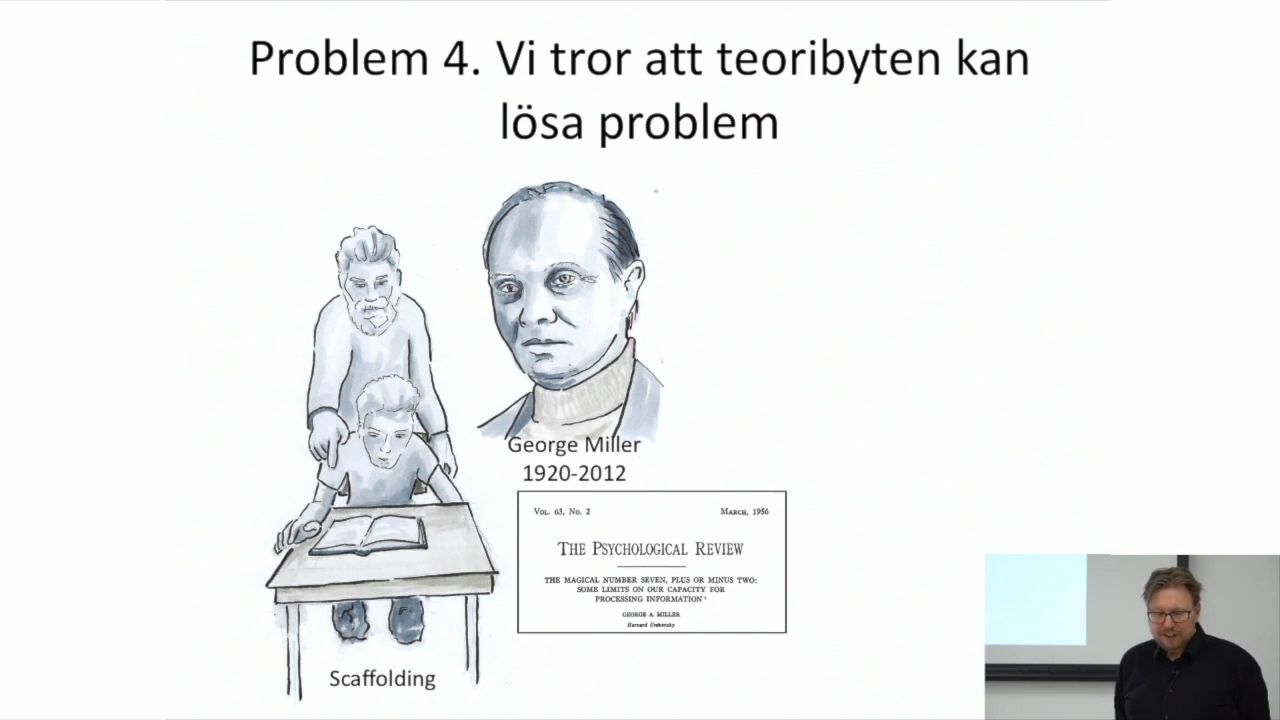 Problem 4. Vi tror att teoribyten kan
lösa problem
George Miller
1920-2012
Vol. 63, No. 2 March, 1956
The Psychological Review
THE MAGICAL NUMBER SEVEN, PLUS OR MINUS TWO:
SOME LIMITS ON OUR CAPACITY FOR
PROCESSING INFORMATION ¹
GEORGE A. MILLER
Harvard University
Scaffolding